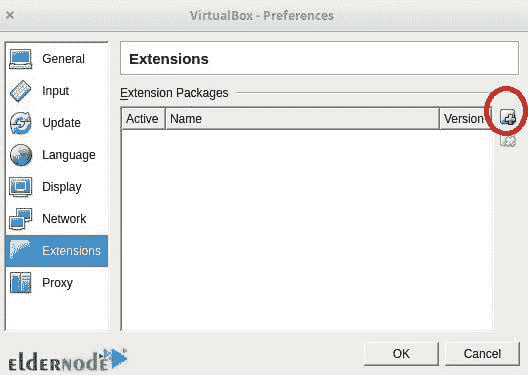 VirtualBox - Preferences
General
Input
Update
Language
Display
Network
Extensions
Proxy
Extensions
Extension Packages
Active Name Version
OK Cancel
elderNode